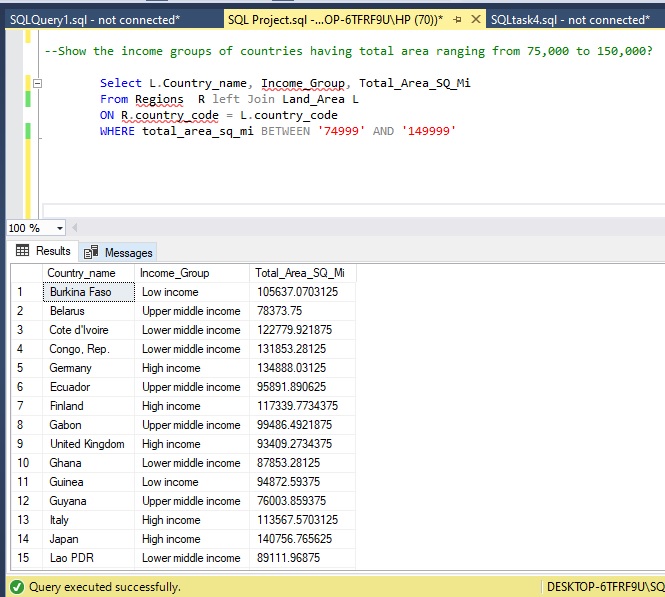 SQLQuery1.sql - not connected*
SQL Project.sql -...OP-6TFRF9U\HP (70))*
SQLtask4.sql - not connected*
--Show the income groups of countries having total area ranging from 75,000 to 150,000?
Select L.Country_name, Income_Group, Total_Area_SQ_Mi
From Regions R left Join Land_Area L
ON R.country_code = L.country_code
WHERE total_area_sq_mi BETWEEN '74999' AND '149999'
100 %
Results Messages
Country_name Income_Group Total_Area_SQ_Mi
1 Burkina Faso Low income 105637.0703125
2 Belarus Upper middle income 78373.75
3 Cote d'Ivoire Lower middle income 122779.921875
4 Congo, Rep. Lower middle income 131853.28125
5 Germany High income 134888.03125
6 Ecuador Upper middle income 95891.890625
7 Finland High income 117339.7734375
8 Gabon Upper middle income 99486.4921875
9 United Kingdom High income 93409.2734375
10 Ghana Lower middle income 87853.28125
11 Guinea Low income 94872.59375
12 Guyana Upper middle income 76003.859375
13 Italy High income 113567.5703125
14 Japan High income 140756.765625
15 Lao PDR Lower middle income 89111.96875
Query executed successfully. DESKTOP-6TFRF9U\SQ